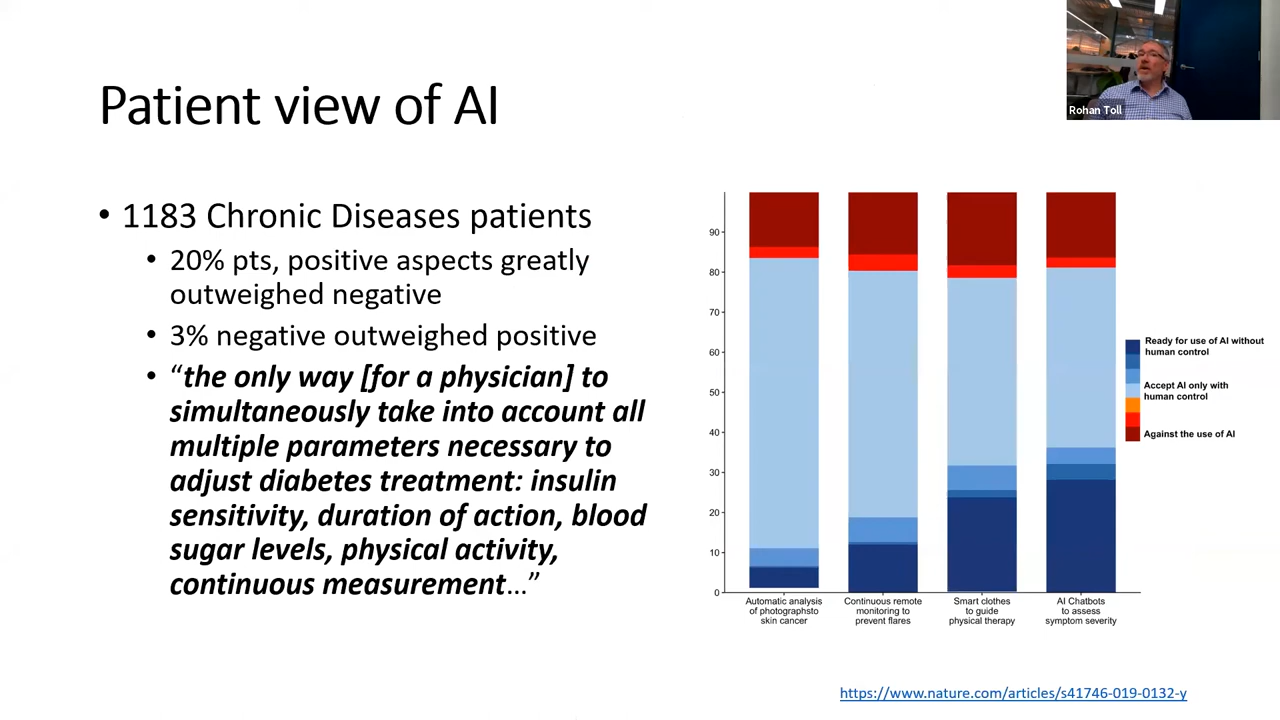 Rohan Toll
Patient view of AI
• 1183 Chronic Diseases patients
• 20% pts, positive aspects greatly
outweighed negative
• 3% negative outweighed positive
• “the only way [for a physician] to
simultaneously take into account all
multiple parameters necessary to
adjust diabetes treatment: insulin
sensitivity, duration of action, blood
sugar levels, physical activity,
continuous measurement…”
90
80
70
60
50
40
30
20
10
0
Automatic analysis
of photographsto
skin cancer
Continuous remote
monitoring to
prevent flares
Smart clothes
to guide
physical therapy
AI Chatbots
to assess
symptom severity
Ready for use of AI without
human control
Accept AI only with
human control
Against the use of AI
https://www.nature.com/articles/s41746-019-0132-y